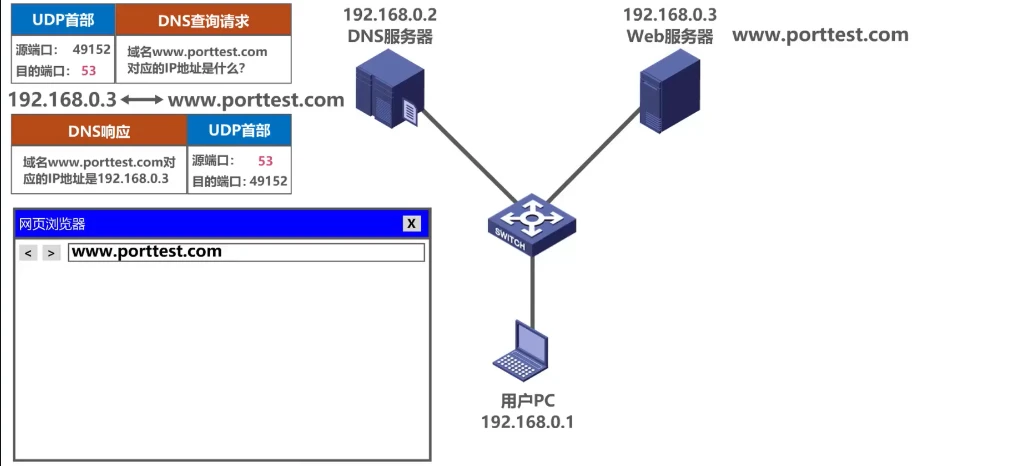 UDP首部
DNS查询请求
源端口: 49152
目的端口: 53
域名www.porttest.com
对应的IP地址是什么?
192.168.0.3
www.porttest.com
DNS响应
UDP首部
域名www.porttest.com对
应的IP地址是192.168.0.3
源端口: 53
目的端口: 49152
网页浏览器
X
<
>
www.porttest.com
192.168.0.2
DNS服务器
192.168.0.3
Web服务器
www.porttest.com
SWITCH
用户PC
192.168.0.1